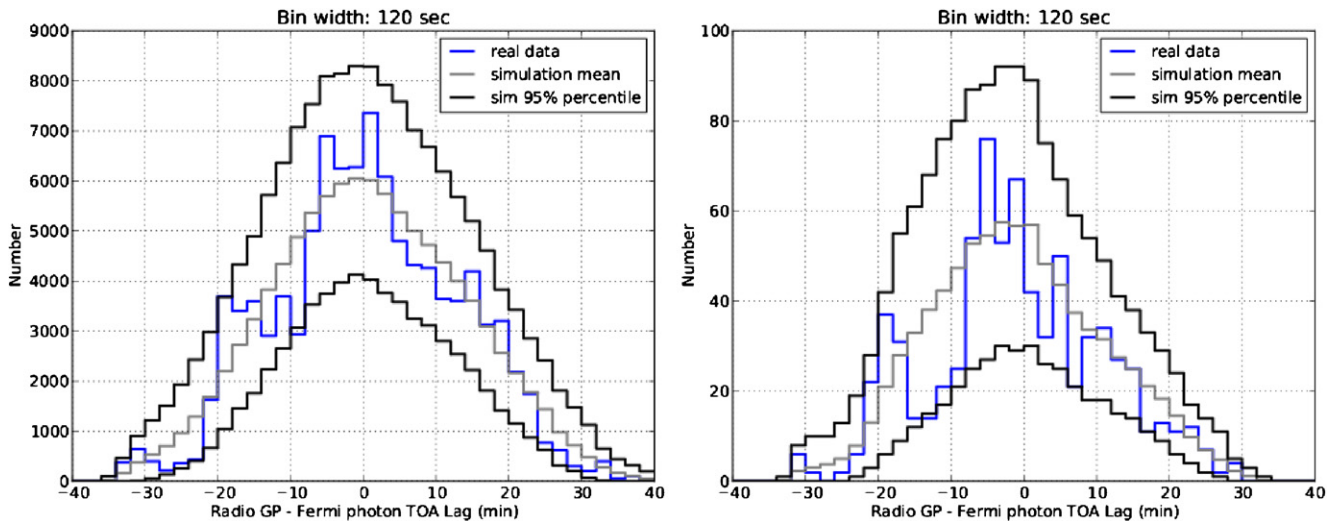 Bin width: 120 sec
9000
8000
7000
6000
5000
4000
3000
2000
1000
0
Number
real data
simulation mean
sim 95% percentile
−40
−30
−20
−10
0
10
20
30
40
Radio GP - Fermi photon TOA Lag (min)
Bin width: 120 sec
100
80
60
40
20
0
Number
real data
simulation mean
sim 95% percentile
−40
−30
−20
−10
0
10
20
30
40
Radio GP - Fermi photon TOA Lag (min)